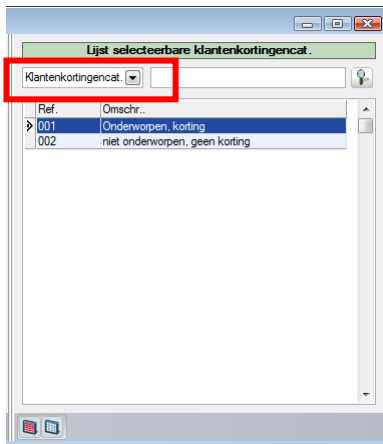 Lijst selecteerbare klantenkortingencat.
Klantenkortingencat.
Ref. Omschr..
001 Onderworpen, korting
002 niet onderworpen, geen korting